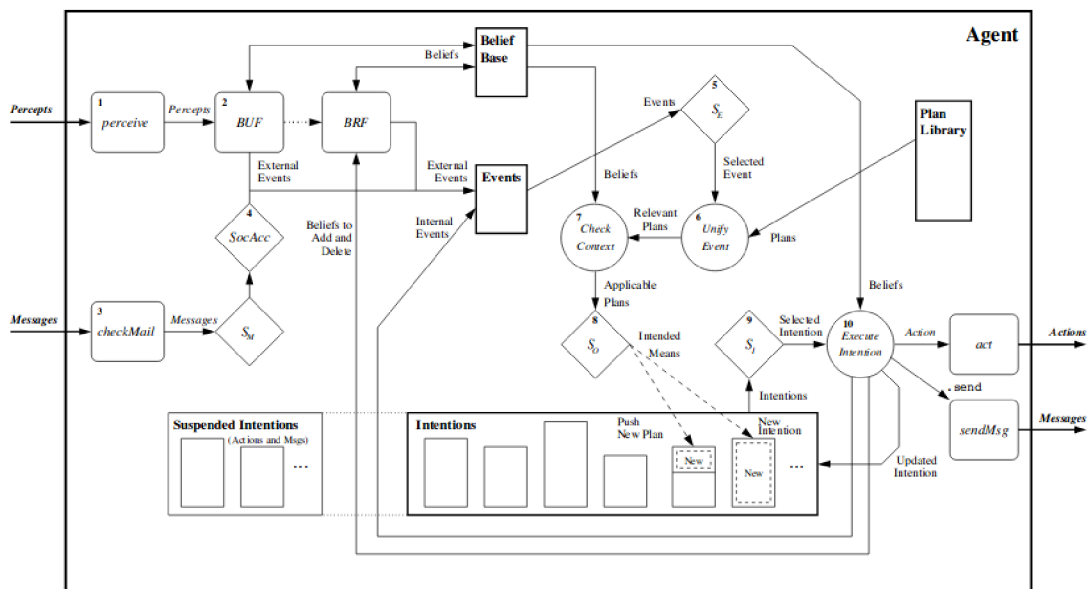 Agent
Belief
Base
Beliefs
Percepts
1
perceive
Percepts
2
BUF
BRF
5
S_E
Events
Plan
Library
External
Events
External
Events
Events
Selected
Event
Beliefs
4
SocAcc
Beliefs to
Add and
Delete
Internal
Events
7
Check
Context
Relevant
Plans
6
Unify
Event
Plans
Applicable
Plans
Beliefs
Messages
3
checkMail
Messages
S_M
8
S_O
Intended
Means
9
S_I
Selected
Intention
10
Execute
Intention
Action
act
Actions
.send
sendMsg
Messages
Intentions
Suspended Intentions
(Actions and Msgs)
...
Intentions
Push
New Plan
New
Intention
New
New
...
Updated
Intention